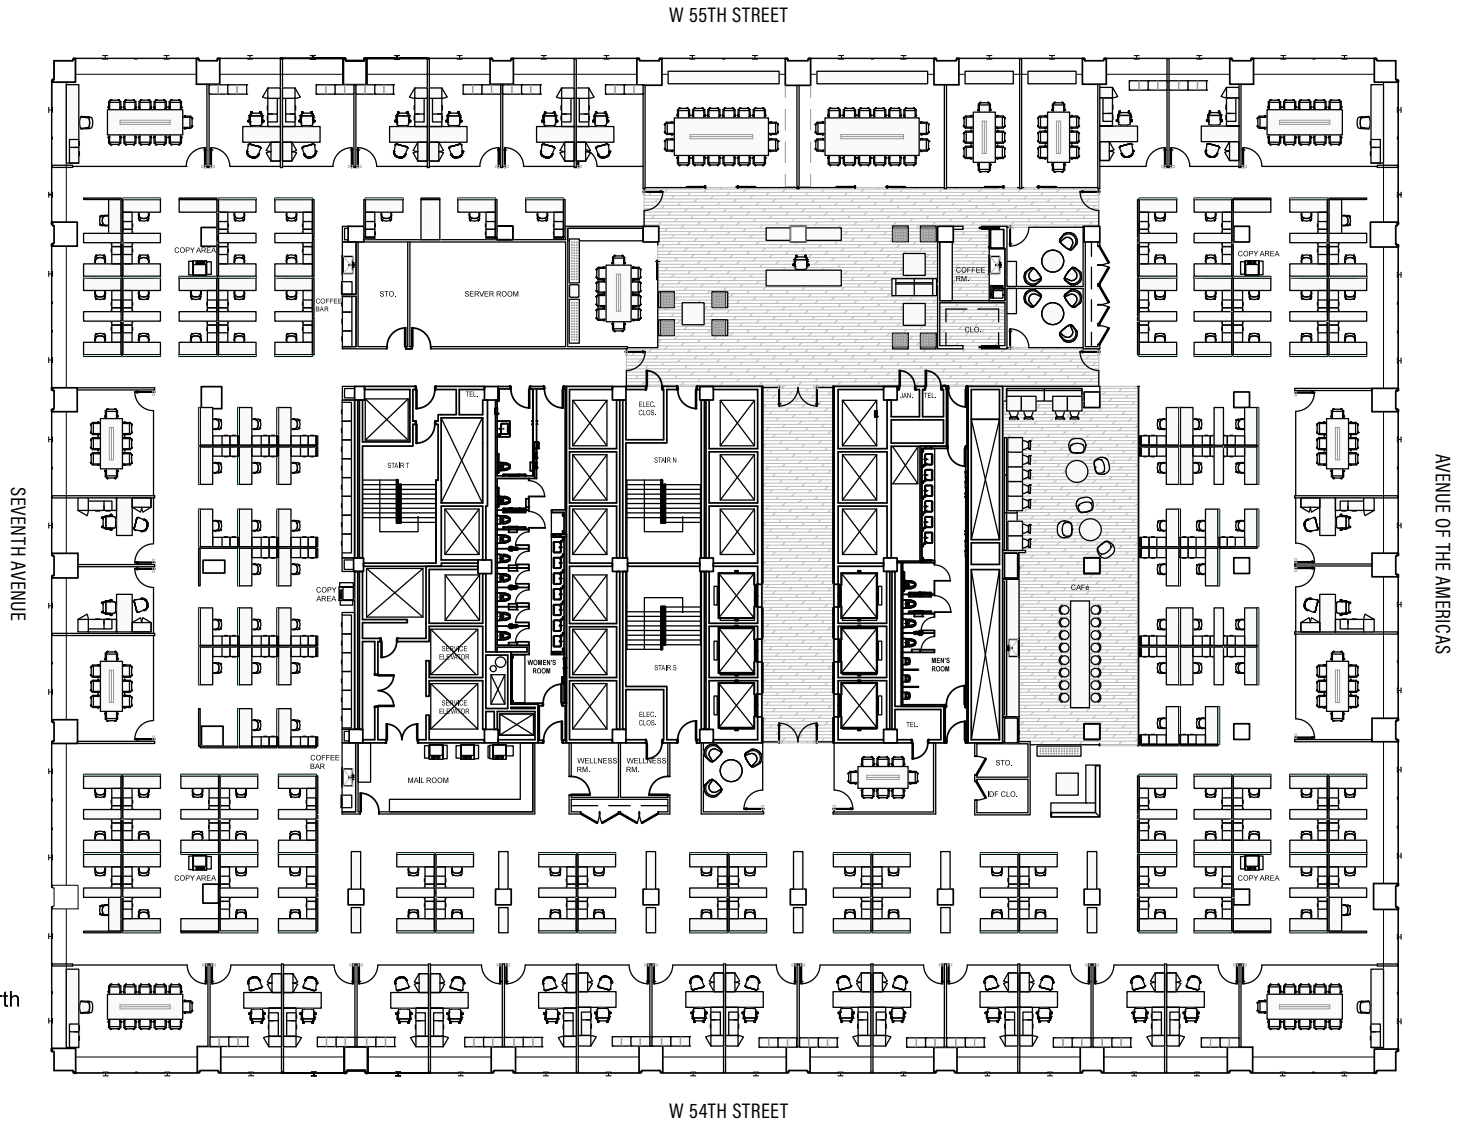 W 55TH STREET
COPY AREA
COPY AREA
COFFEE
RM.
STO.
SERVER ROOM
COFFEE
BAR
CLO.
TEL.
JAN.
TEL.
ELEC.
CLOS.
STAIR T
STAIR N
SEVENTH AVENUE
AVENUE OF THE AMERICAS
COPY
AREA
CAFé
SERVICE
ELEVATOR
WOMEN'S
ROOM
STAIR S
MEN'S
ROOM
SERVICE
ELEVATOR
ELEC.
CLOS.
TEL.
COFFEE
BAR
WELLNESS
RM.
WELLNESS
RM.
STO.
MAIL ROOM
IDF CLO.
COPY AREA
COPY AREA
rth
W 54TH STREET